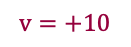 v = +10